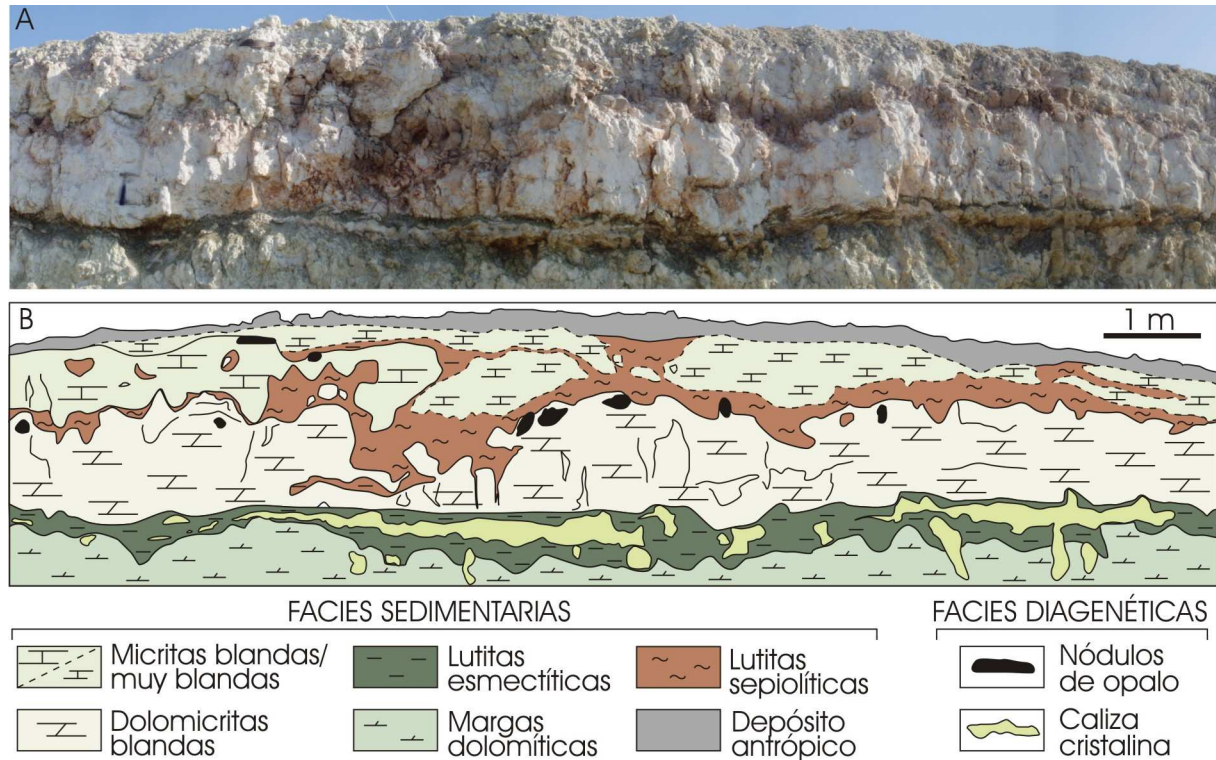 A
B
1 m
FACIES SEDIMENTARIAS
FACIES DIAGENÉTICAS
Micritas blandas/
muy blandas
Lutitas
esmectíticas
Lutitas
sepiolíticas
Nódulos
de opalo
Dolomicritas
blandas
Margas
dolomíticas
Depósito
antrópico
Caliza
cristalina